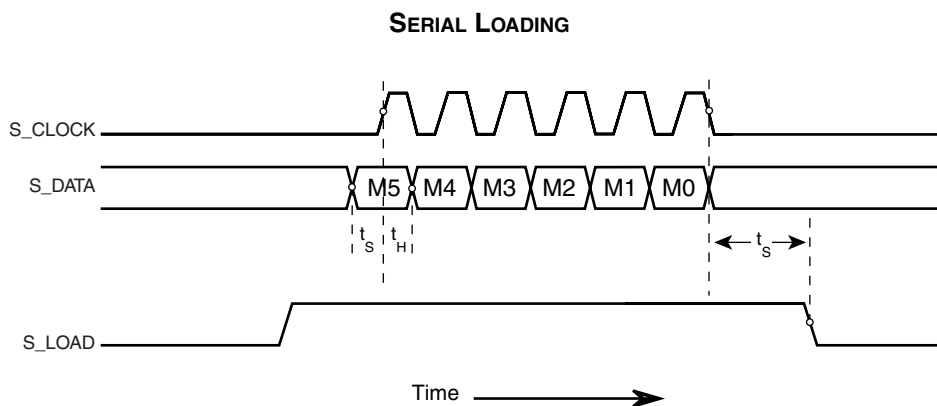 SERIAL LOADING
S_CLOCK
S_DATA
M5 M4 M3 M2 M1 M0
tS tH
tS
S_LOAD
Time